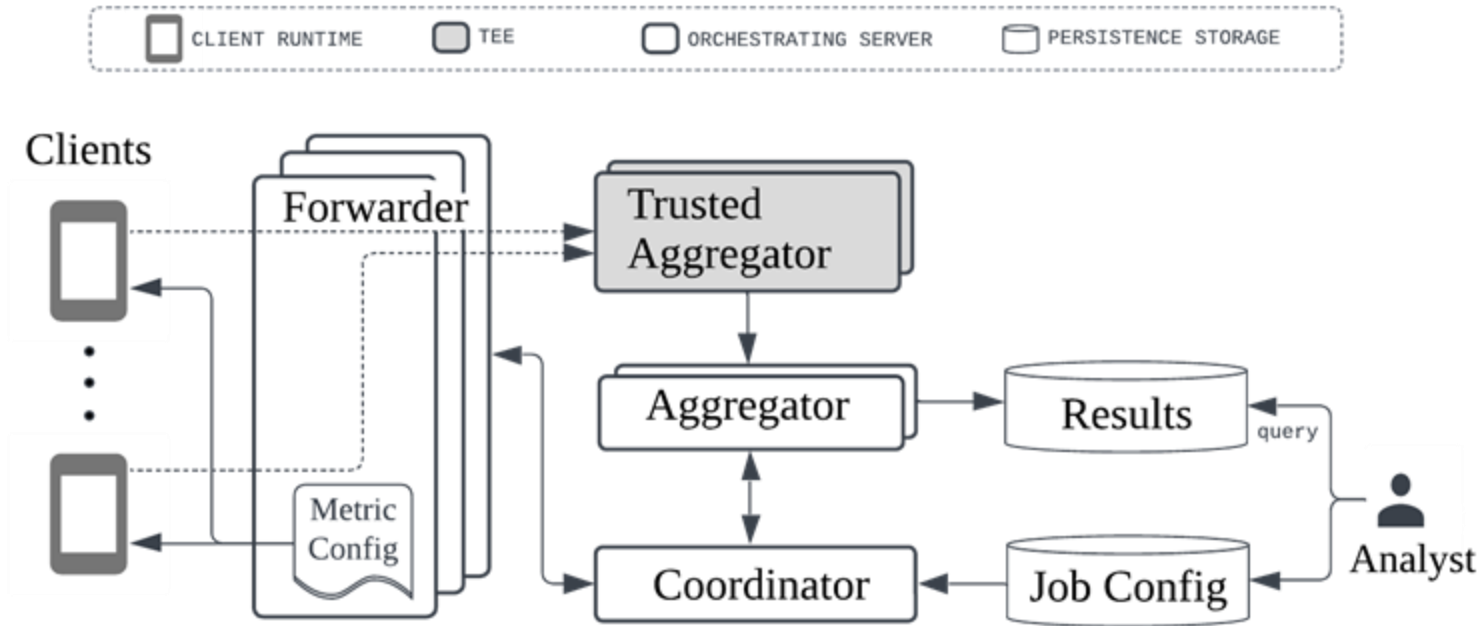 CLIENT RUNTIME
TEE
ORCHESTRATING SERVER
PERSISTENCE STORAGE
Clients
Forwarder
Trusted
Aggregator
Aggregator
Results
query
Metric
Config
Coordinator
Job Config
Analyst